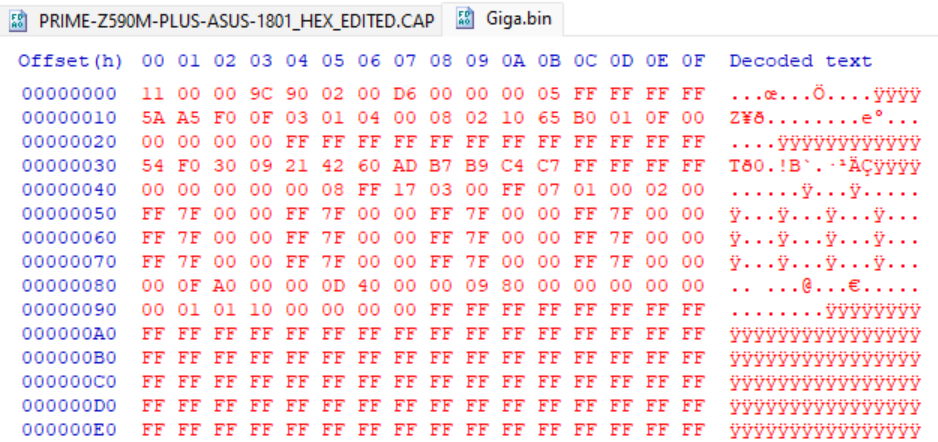 PRIME-Z590M-PLUS-ASUS-1801_HEX_EDITED.CAP Giga.bin
Offset(h) 00 01 02 03 04 05 06 07 08 09 0A 0B 0C 0D 0E 0F Decoded text
00000000 11 00 00 9C 90 02 00 D6 00 00 00 05 FF FF FF FF ...œ...Ö....ÿÿÿÿ
00000010 5A A5 F0 0F 03 01 04 00 08 02 10 65 B0 01 0F 00 Z¥ð........e°...
00000020 00 00 00 00 FF FF FF FF FF FF FF FF FF FF FF FF ....ÿÿÿÿÿÿÿÿÿÿÿÿ
00000030 54 F0 30 09 21 42 60 AD B7 B9 C4 C7 FF FF FF FF Tð0.!B`.·¹ÄÇÿÿÿÿ
00000040 00 00 00 00 00 08 FF 17 03 00 FF 07 01 00 02 00 ......ÿ...ÿ.....
00000050 FF 7F 00 00 FF 7F 00 00 FF 7F 00 00 FF 7F 00 00 ÿ...ÿ...ÿ...ÿ...
00000060 FF 7F 00 00 FF 7F 00 00 FF 7F 00 00 FF 7F 00 00 ÿ...ÿ...ÿ...ÿ...
00000070 FF 7F 00 00 FF 7F 00 00 FF 7F 00 00 FF 7F 00 00 ÿ...ÿ...ÿ...ÿ...
00000080 00 0F A0 00 00 0D 40 00 00 09 80 00 00 00 00 00 .. ...@...€.....
00000090 00 01 01 10 00 00 00 00 FF FF FF FF FF FF FF FF ........ÿÿÿÿÿÿÿÿ
000000A0 FF FF FF FF FF FF FF FF FF FF FF FF FF FF FF FF ÿÿÿÿÿÿÿÿÿÿÿÿÿÿÿÿ
000000B0 FF FF FF FF FF FF FF FF FF FF FF FF FF FF FF FF ÿÿÿÿÿÿÿÿÿÿÿÿÿÿÿÿ
000000C0 FF FF FF FF FF FF FF FF FF FF FF FF FF FF FF FF ÿÿÿÿÿÿÿÿÿÿÿÿÿÿÿÿ
000000D0 FF FF FF FF FF FF FF FF FF FF FF FF FF FF FF FF ÿÿÿÿÿÿÿÿÿÿÿÿÿÿÿÿ
000000E0 FF FF FF FF FF FF FF FF FF FF FF FF FF FF FF FF ÿÿÿÿÿÿÿÿÿÿÿÿÿÿÿÿ